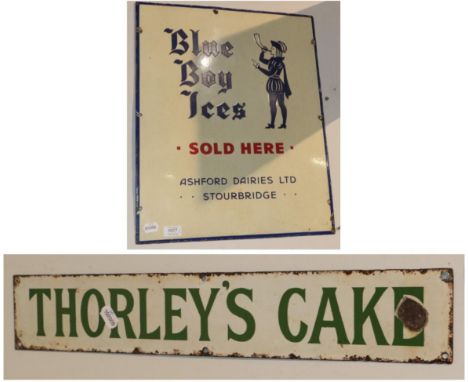 Blue
Boy
Ices
· SOLD HERE ·
ASHFORD DAIRIES LTD
· · STOURBRIDGE · ·
THORLEY'S CAKE